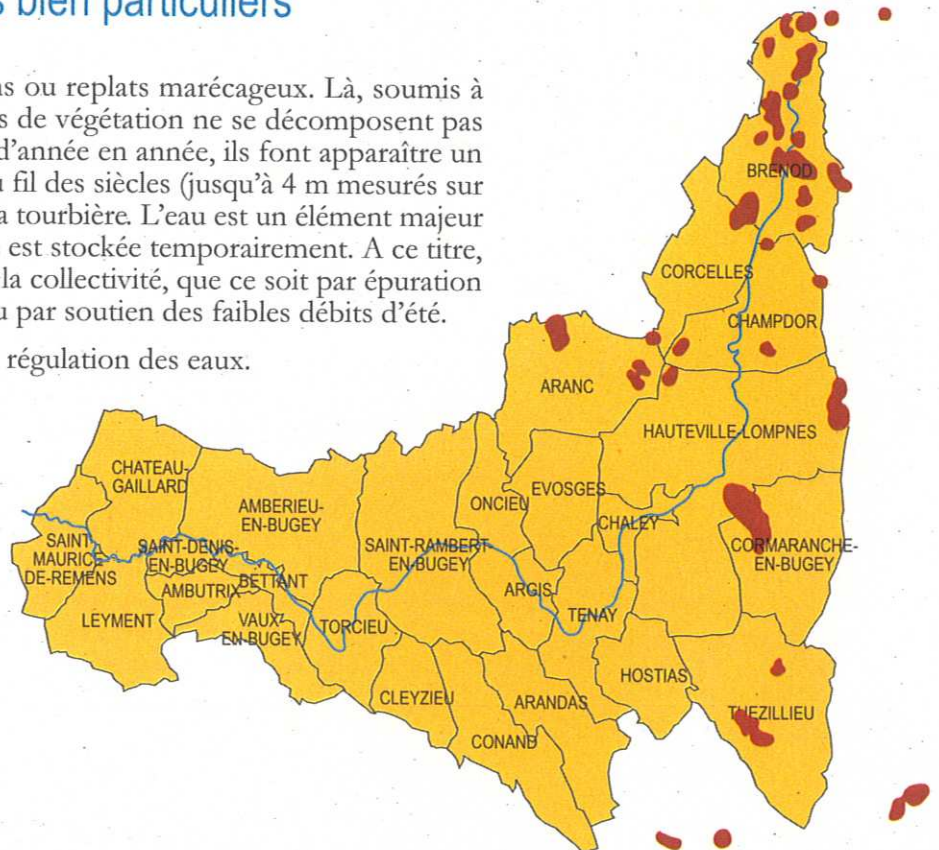 bien particuliers
ns ou replats marécageux. Là, soumis à
s de végétation ne se décomposent pas
d'année en année, ils font apparaître un
u fil des siècles (jusqu'à 4 m mesurés sur
a tourbière. L'eau est un élément majeur
est stockée temporairement. A ce titre,
la collectivité, que ce soit par épuration
u par soutien des faibles débits d'été.
régulation des eaux.
BRENOD
CORCELLES
CHAMPDOR
ARANC
HAUTEVILLE-LOMPNES
CHATEAU-
GAILLARD
AMBERIEU-
EN-BUGEY
ONCIEU
EVOSGES
CHALEY
SAINT-
MAURICE-
DE-REMENS
SAINT-DENIS-
EN-BUGEY
SAINT-RAMBERT-
EN-BUGEY
CORMARANCHE-
EN-BUGEY
AMBUTRIX
BETTANT
ARGIS
LEYMENT
VAUX-
EN-BUGEY
TORCIEU
TENAY
CLEYZIEU
ARANDAS
HOSTIAS
CONAND
THEZILLIEU